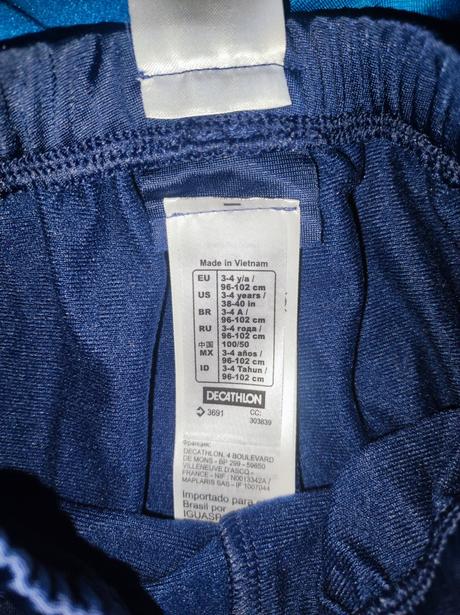 Made in Vietnam
EU 3-4 y/a / 96-102 cm
US 3-4 years / 38-40 in
BR 3-4 A / 96-102 cm
RU 3-4 года / 96-102 cm
中国 100/50
MX 3-4 años / 96-102 cm
ID 3-4 Tahun / 96-102 cm
DECATHLON
3691 CC: 303839
Франция:
DECATHLON, 4 BOULEVARD
DE MONS - BP 299 - 59650
VILLENEUVE D'ASCQ -
FRANCE - NIF : N0013342A /
MAPLARIS SAS - IF 1007044
Importado para
Brasil por
IGUASP